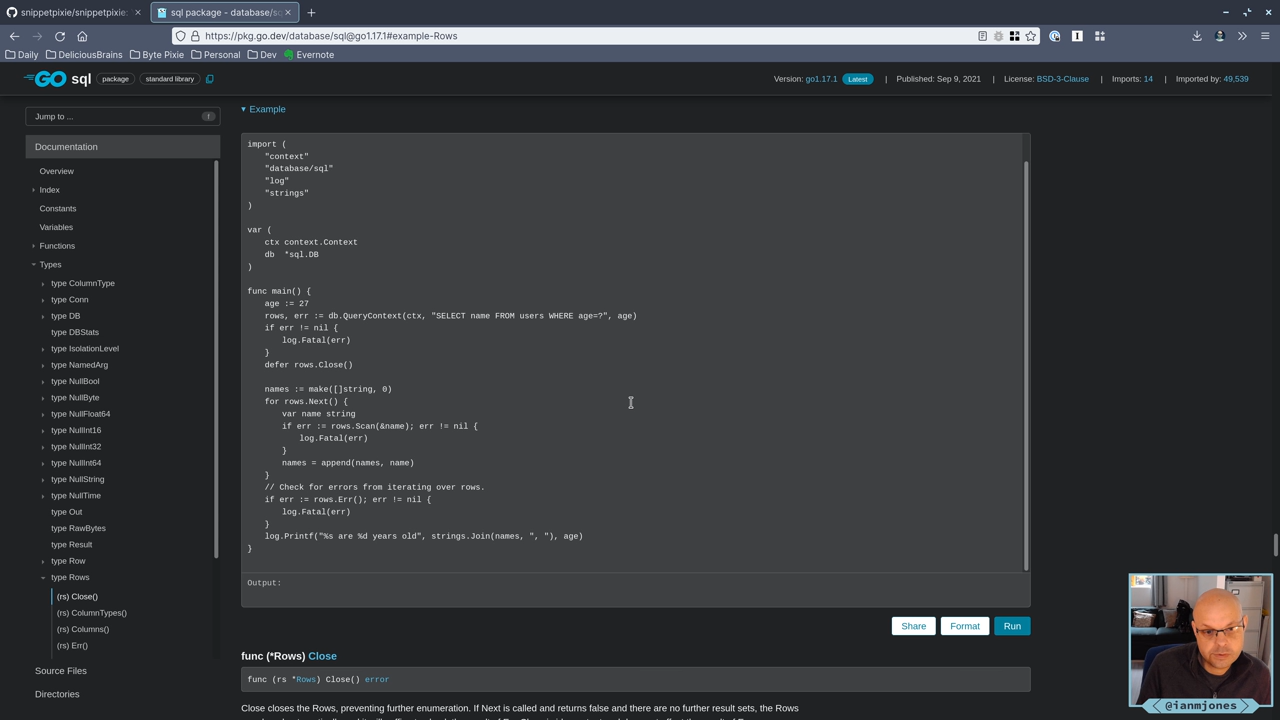 snippetpixie/snippetpixie:
sql package - database/sq
https://pkg.go.dev/database/sql@go1.17.1#example-Rows
Daily
DeliciousBrains
Byte Pixie
Personal
Dev
Evernote
GO sql package standard library
Version: go1.17.1 Latest | Published: Sep 9, 2021 | License: BSD-3-Clause | Imports: 14 | Imported by: 49,539
Jump to ...
Documentation
Overview
Index
Constants
Variables
Functions
Types
type ColumnType
type Conn
type DB
type DBStats
type IsolationLevel
type NamedArg
type NullBool
type NullByte
type NullFloat64
type NullInt16
type NullInt32
type NullInt64
type NullString
type NullTime
type Out
type RawBytes
type Result
type Row
type Rows
(rs) Close()
(rs) ColumnTypes()
(rs) Columns()
(rs) Err()
Source Files
Directories
Example
import (
"context"
"database/sql"
"log"
"strings"
)
var (
ctx context.Context
db *sql.DB
)
func main() {
age := 27
rows, err := db.QueryContext(ctx, "SELECT name FROM users WHERE age=?", age)
if err != nil {
log.Fatal(err)
}
defer rows.Close()
names := make([]string, 0)
for rows.Next() {
var name string
if err := rows.Scan(&name); err != nil {
log.Fatal(err)
}
names = append(names, name)
}
// Check for errors from iterating over rows.
if err := rows.Err(); err != nil {
log.Fatal(err)
}
log.Printf("%s are %d years old", strings.Join(names, ", "), age)
}
Output:
Share Format Run
func (*Rows) Close
func (rs *Rows) Close() error
Close closes the Rows, preventing further enumeration. If Next is called and returns false and there are no further result sets, the Rows
@ianmjones